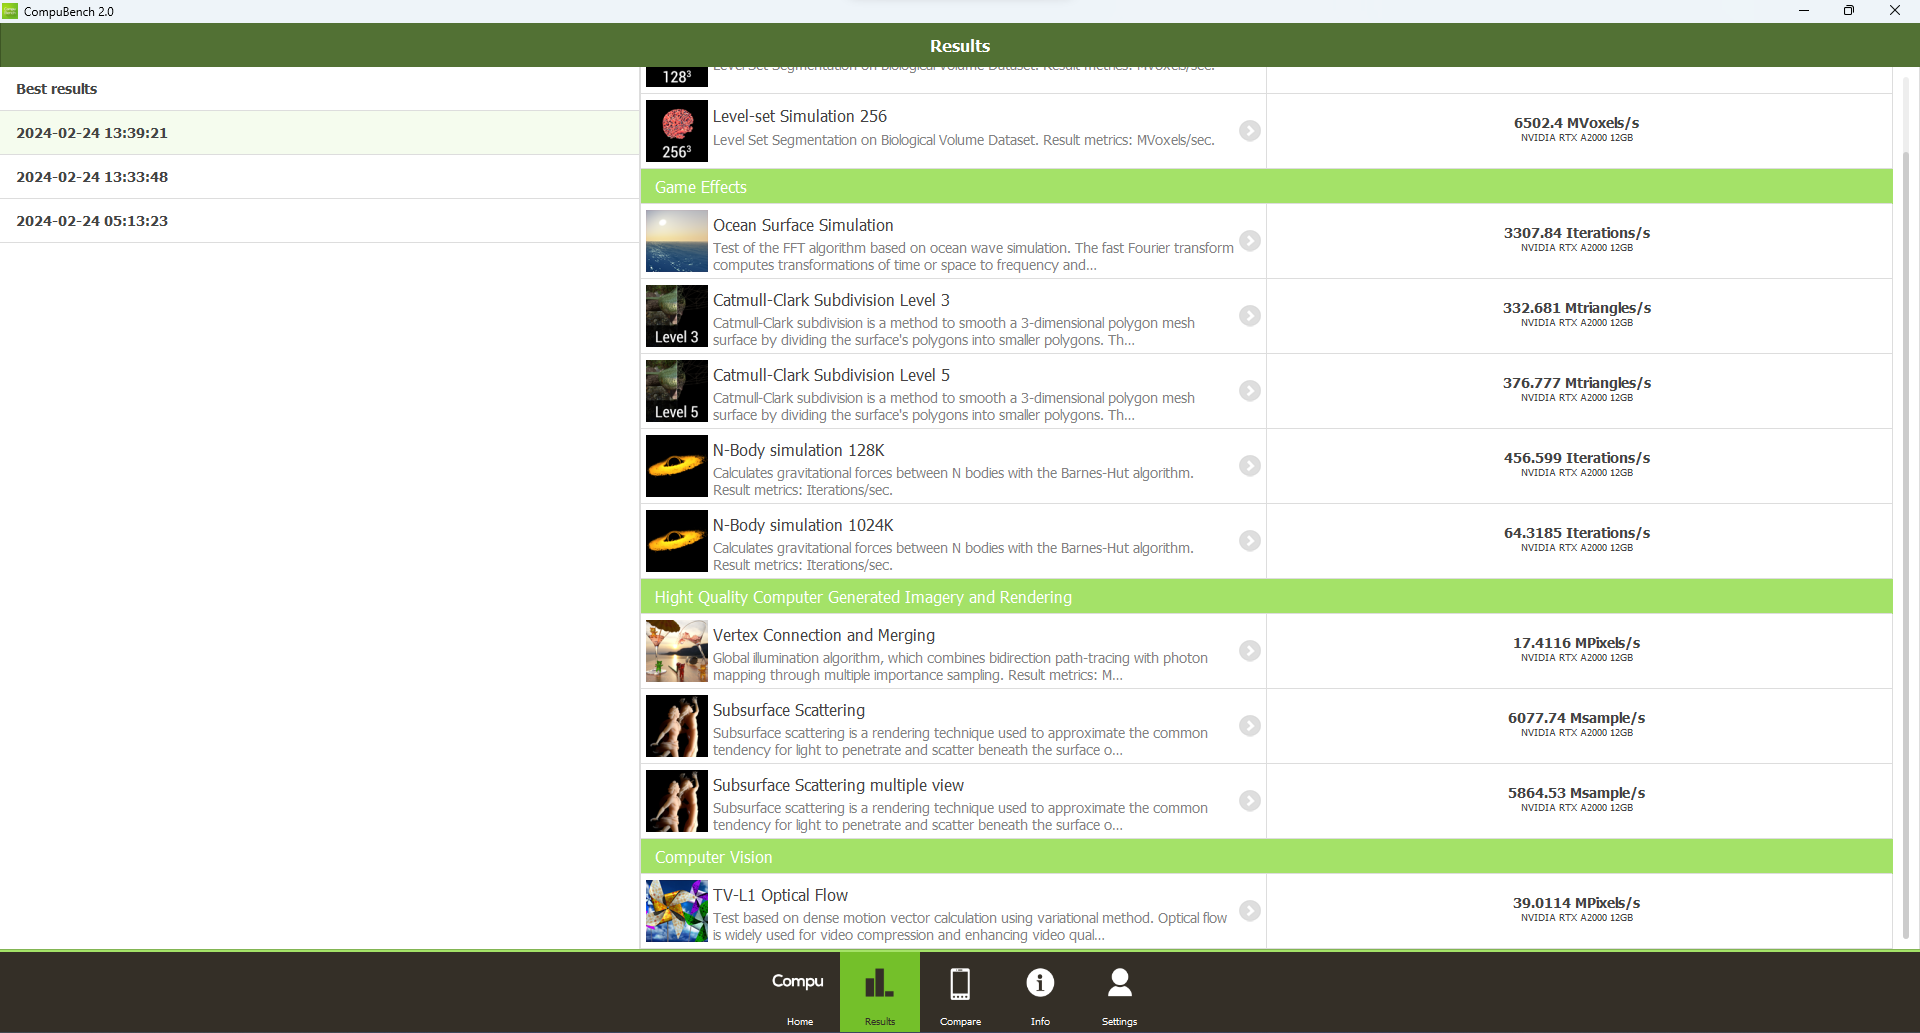 CompuBench 2.0
Results
Best results
2024-02-24 13:39:21
2024-02-24 13:33:48
2024-02-24 05:13:23
128³
Level Set Segmentation on Biological Volume Dataset. Result metrics: MVoxels/sec.
256³
Level-set Simulation 256
Level Set Segmentation on Biological Volume Dataset. Result metrics: MVoxels/sec.
6502.4 MVoxels/s
NVIDIA RTX A2000 12GB
Game Effects
Ocean Surface Simulation
Test of the FFT algorithm based on ocean wave simulation. The fast Fourier transform
computes transformations of time or space to frequency and...
3307.84 Iterations/s
NVIDIA RTX A2000 12GB
Level 3
Catmull-Clark Subdivision Level 3
Catmull-Clark subdivision is a method to smooth a 3-dimensional polygon mesh
surface by dividing the surface's polygons into smaller polygons. Th...
332.681 Mtriangles/s
NVIDIA RTX A2000 12GB
Level 5
Catmull-Clark Subdivision Level 5
Catmull-Clark subdivision is a method to smooth a 3-dimensional polygon mesh
surface by dividing the surface's polygons into smaller polygons. Th...
376.777 Mtriangles/s
NVIDIA RTX A2000 12GB
N-Body simulation 128K
Calculates gravitational forces between N bodies with the Barnes-Hut algorithm.
Result metrics: Iterations/sec.
456.599 Iterations/s
NVIDIA RTX A2000 12GB
N-Body simulation 1024K
Calculates gravitational forces between N bodies with the Barnes-Hut algorithm.
Result metrics: Iterations/sec.
64.3185 Iterations/s
NVIDIA RTX A2000 12GB
Hight Quality Computer Generated Imagery and Rendering
Vertex Connection and Merging
Global illumination algorithm, which combines bidirection path-tracing with photon
mapping through multiple importance sampling. Result metrics: M...
17.4116 MPixels/s
NVIDIA RTX A2000 12GB
Subsurface Scattering
Subsurface scattering is a rendering technique used to approximate the common
tendency for light to penetrate and scatter beneath the surface o...
6077.74 Msample/s
NVIDIA RTX A2000 12GB
Subsurface Scattering multiple view
Subsurface scattering is a rendering technique used to approximate the common
tendency for light to penetrate and scatter beneath the surface o...
5864.53 Msample/s
NVIDIA RTX A2000 12GB
Computer Vision
TV-L1 Optical Flow
Test based on dense motion vector calculation using variational method. Optical flow
is widely used for video compression and enhancing video qual...
39.0114 MPixels/s
NVIDIA RTX A2000 12GB
Compu
Home
Results
Compare
Info
Settings